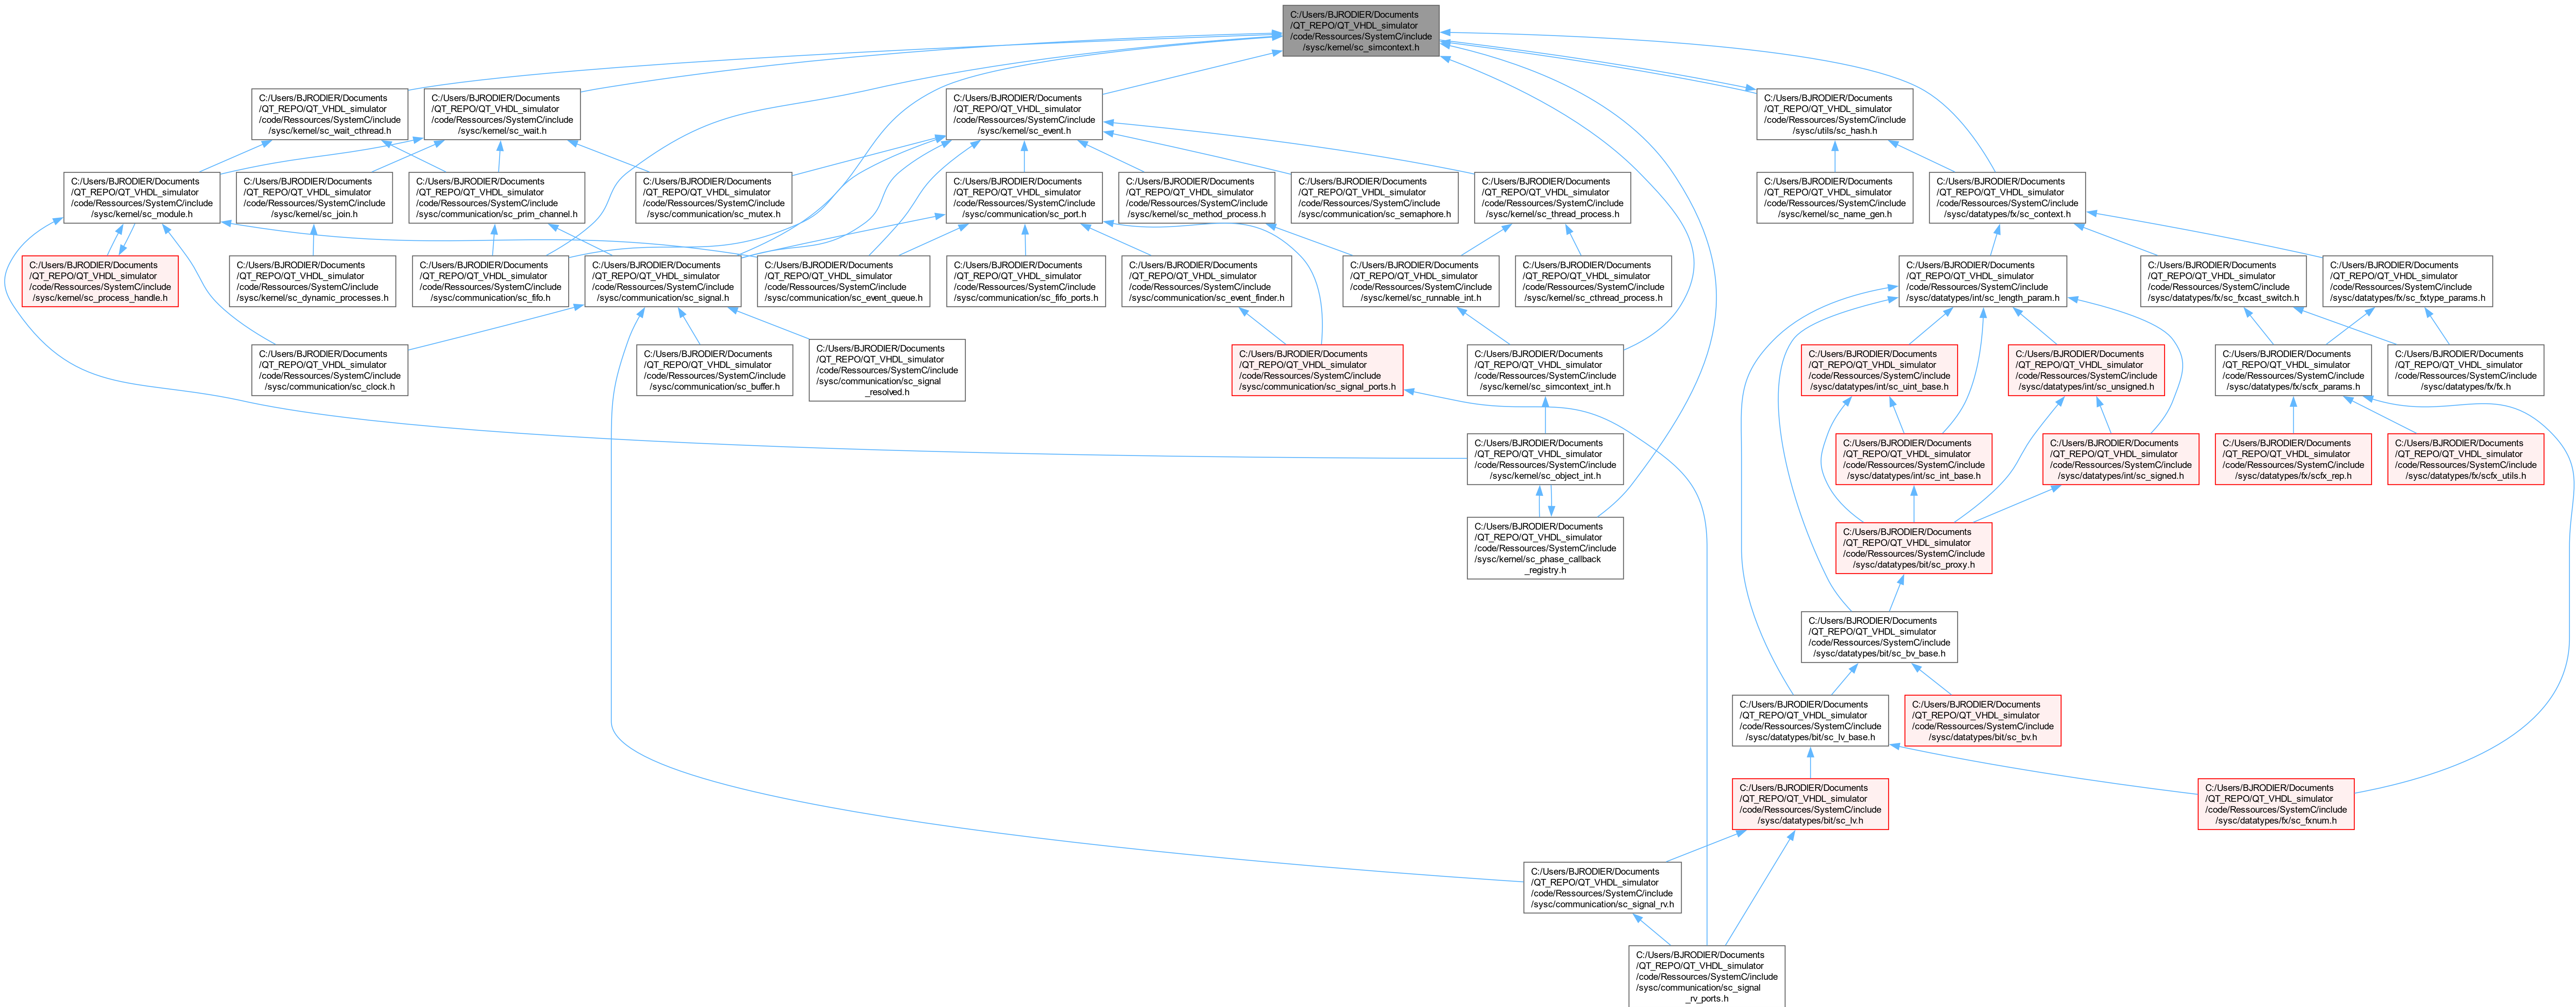 C:/Users/BJRODIER/Documents
/QT_REPO/QT_VHDL_simulator
/code/Ressources/SystemC/include
/sysc/kernel/sc_simcontext.h
C:/Users/BJRODIER/Documents
/QT_REPO/QT_VHDL_simulator
/code/Ressources/SystemC/include
/sysc/kernel/sc_wait_cthread.h
C:/Users/BJRODIER/Documents
/QT_REPO/QT_VHDL_simulator
/code/Ressources/SystemC/include
/sysc/kernel/sc_wait.h
C:/Users/BJRODIER/Documents
/QT_REPO/QT_VHDL_simulator
/code/Ressources/SystemC/include
/sysc/kernel/sc_event.h
C:/Users/BJRODIER/Documents
/QT_REPO/QT_VHDL_simulator
/code/Ressources/SystemC/include
/sysc/utils/sc_hash.h
C:/Users/BJRODIER/Documents
/QT_REPO/QT_VHDL_simulator
/code/Ressources/SystemC/include
/sysc/kernel/sc_module.h
C:/Users/BJRODIER/Documents
/QT_REPO/QT_VHDL_simulator
/code/Ressources/SystemC/include
/sysc/kernel/sc_join.h
C:/Users/BJRODIER/Documents
/QT_REPO/QT_VHDL_simulator
/code/Ressources/SystemC/include
/sysc/communication/sc_prim_channel.h
C:/Users/BJRODIER/Documents
/QT_REPO/QT_VHDL_simulator
/code/Ressources/SystemC/include
/sysc/communication/sc_mutex.h
C:/Users/BJRODIER/Documents
/QT_REPO/QT_VHDL_simulator
/code/Ressources/SystemC/include
/sysc/communication/sc_port.h
C:/Users/BJRODIER/Documents
/QT_REPO/QT_VHDL_simulator
/code/Ressources/SystemC/include
/sysc/kernel/sc_method_process.h
C:/Users/BJRODIER/Documents
/QT_REPO/QT_VHDL_simulator
/code/Ressources/SystemC/include
/sysc/communication/sc_semaphore.h
C:/Users/BJRODIER/Documents
/QT_REPO/QT_VHDL_simulator
/code/Ressources/SystemC/include
/sysc/kernel/sc_thread_process.h
C:/Users/BJRODIER/Documents
/QT_REPO/QT_VHDL_simulator
/code/Ressources/SystemC/include
/sysc/kernel/sc_name_gen.h
C:/Users/BJRODIER/Documents
/QT_REPO/QT_VHDL_simulator
/code/Ressources/SystemC/include
/sysc/datatypes/fx/sc_context.h
C:/Users/BJRODIER/Documents
/QT_REPO/QT_VHDL_simulator
/code/Ressources/SystemC/include
/sysc/kernel/sc_process_handle.h
C:/Users/BJRODIER/Documents
/QT_REPO/QT_VHDL_simulator
/code/Ressources/SystemC/include
/sysc/kernel/sc_dynamic_processes.h
C:/Users/BJRODIER/Documents
/QT_REPO/QT_VHDL_simulator
/code/Ressources/SystemC/include
/sysc/communication/sc_fifo.h
C:/Users/BJRODIER/Documents
/QT_REPO/QT_VHDL_simulator
/code/Ressources/SystemC/include
/sysc/communication/sc_signal.h
C:/Users/BJRODIER/Documents
/QT_REPO/QT_VHDL_simulator
/code/Ressources/SystemC/include
/sysc/communication/sc_event_queue.h
C:/Users/BJRODIER/Documents
/QT_REPO/QT_VHDL_simulator
/code/Ressources/SystemC/include
/sysc/communication/sc_fifo_ports.h
C:/Users/BJRODIER/Documents
/QT_REPO/QT_VHDL_simulator
/code/Ressources/SystemC/include
/sysc/communication/sc_event_finder.h
C:/Users/BJRODIER/Documents
/QT_REPO/QT_VHDL_simulator
/code/Ressources/SystemC/include
/sysc/kernel/sc_runnable_int.h
C:/Users/BJRODIER/Documents
/QT_REPO/QT_VHDL_simulator
/code/Ressources/SystemC/include
/sysc/kernel/sc_cthread_process.h
C:/Users/BJRODIER/Documents
/QT_REPO/QT_VHDL_simulator
/code/Ressources/SystemC/include
/sysc/datatypes/int/sc_length_param.h
C:/Users/BJRODIER/Documents
/QT_REPO/QT_VHDL_simulator
/code/Ressources/SystemC/include
/sysc/datatypes/fx/sc_fxcast_switch.h
C:/Users/BJRODIER/Documents
/QT_REPO/QT_VHDL_simulator
/code/Ressources/SystemC/include
/sysc/datatypes/fx/sc_fxtype_params.h
C:/Users/BJRODIER/Documents
/QT_REPO/QT_VHDL_simulator
/code/Ressources/SystemC/include
/sysc/communication/sc_clock.h
C:/Users/BJRODIER/Documents
/QT_REPO/QT_VHDL_simulator
/code/Ressources/SystemC/include
/sysc/communication/sc_buffer.h
C:/Users/BJRODIER/Documents
/QT_REPO/QT_VHDL_simulator
/code/Ressources/SystemC/include
/sysc/communication/sc_signal
_resolved.h
C:/Users/BJRODIER/Documents
/QT_REPO/QT_VHDL_simulator
/code/Ressources/SystemC/include
/sysc/communication/sc_signal_ports.h
C:/Users/BJRODIER/Documents
/QT_REPO/QT_VHDL_simulator
/code/Ressources/SystemC/include
/sysc/kernel/sc_simcontext_int.h
C:/Users/BJRODIER/Documents
/QT_REPO/QT_VHDL_simulator
/code/Ressources/SystemC/include
/sysc/datatypes/int/sc_uint_base.h
C:/Users/BJRODIER/Documents
/QT_REPO/QT_VHDL_simulator
/code/Ressources/SystemC/include
/sysc/datatypes/int/sc_unsigned.h
C:/Users/BJRODIER/Documents
/QT_REPO/QT_VHDL_simulator
/code/Ressources/SystemC/include
/sysc/datatypes/fx/scfx_params.h
C:/Users/BJRODIER/Documents
/QT_REPO/QT_VHDL_simulator
/code/Ressources/SystemC/include
/sysc/datatypes/fx/fx.h
C:/Users/BJRODIER/Documents
/QT_REPO/QT_VHDL_simulator
/code/Ressources/SystemC/include
/sysc/kernel/sc_object_int.h
C:/Users/BJRODIER/Documents
/QT_REPO/QT_VHDL_simulator
/code/Ressources/SystemC/include
/sysc/datatypes/int/sc_int_base.h
C:/Users/BJRODIER/Documents
/QT_REPO/QT_VHDL_simulator
/code/Ressources/SystemC/include
/sysc/datatypes/int/sc_signed.h
C:/Users/BJRODIER/Documents
/QT_REPO/QT_VHDL_simulator
/code/Ressources/SystemC/include
/sysc/datatypes/fx/scfx_rep.h
C:/Users/BJRODIER/Documents
/QT_REPO/QT_VHDL_simulator
/code/Ressources/SystemC/include
/sysc/datatypes/fx/scfx_utils.h
C:/Users/BJRODIER/Documents
/QT_REPO/QT_VHDL_simulator
/code/Ressources/SystemC/include
/sysc/kernel/sc_phase_callback
_registry.h
C:/Users/BJRODIER/Documents
/QT_REPO/QT_VHDL_simulator
/code/Ressources/SystemC/include
/sysc/datatypes/bit/sc_proxy.h
C:/Users/BJRODIER/Documents
/QT_REPO/QT_VHDL_simulator
/code/Ressources/SystemC/include
/sysc/datatypes/bit/sc_bv_base.h
C:/Users/BJRODIER/Documents
/QT_REPO/QT_VHDL_simulator
/code/Ressources/SystemC/include
/sysc/datatypes/bit/sc_lv_base.h
C:/Users/BJRODIER/Documents
/QT_REPO/QT_VHDL_simulator
/code/Ressources/SystemC/include
/sysc/datatypes/bit/sc_bv.h
C:/Users/BJRODIER/Documents
/QT_REPO/QT_VHDL_simulator
/code/Ressources/SystemC/include
/sysc/datatypes/bit/sc_lv.h
C:/Users/BJRODIER/Documents
/QT_REPO/QT_VHDL_simulator
/code/Ressources/SystemC/include
/sysc/datatypes/fx/sc_fxnum.h
C:/Users/BJRODIER/Documents
/QT_REPO/QT_VHDL_simulator
/code/Ressources/SystemC/include
/sysc/communication/sc_signal_rv.h
C:/Users/BJRODIER/Documents
/QT_REPO/QT_VHDL_simulator
/code/Ressources/SystemC/include
/sysc/communication/sc_signal
_rv_ports.h